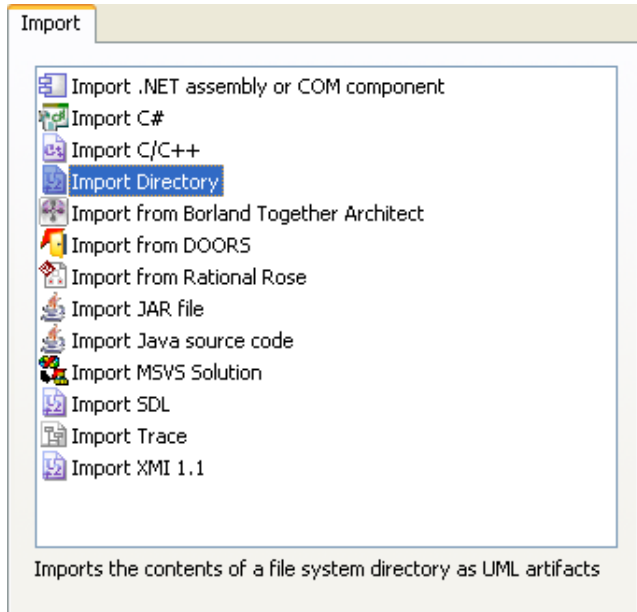 Import
Import .NET assembly or COM component
Import C#
Import C/C++
Import Directory
Import from Borland Together Architect
Import from DOORS
Import from Rational Rose
Import JAR file
Import Java source code
Import MSVS Solution
Import SDL
Import Trace
Import XMI 1.1
Imports the contents of a file system directory as UML artifacts